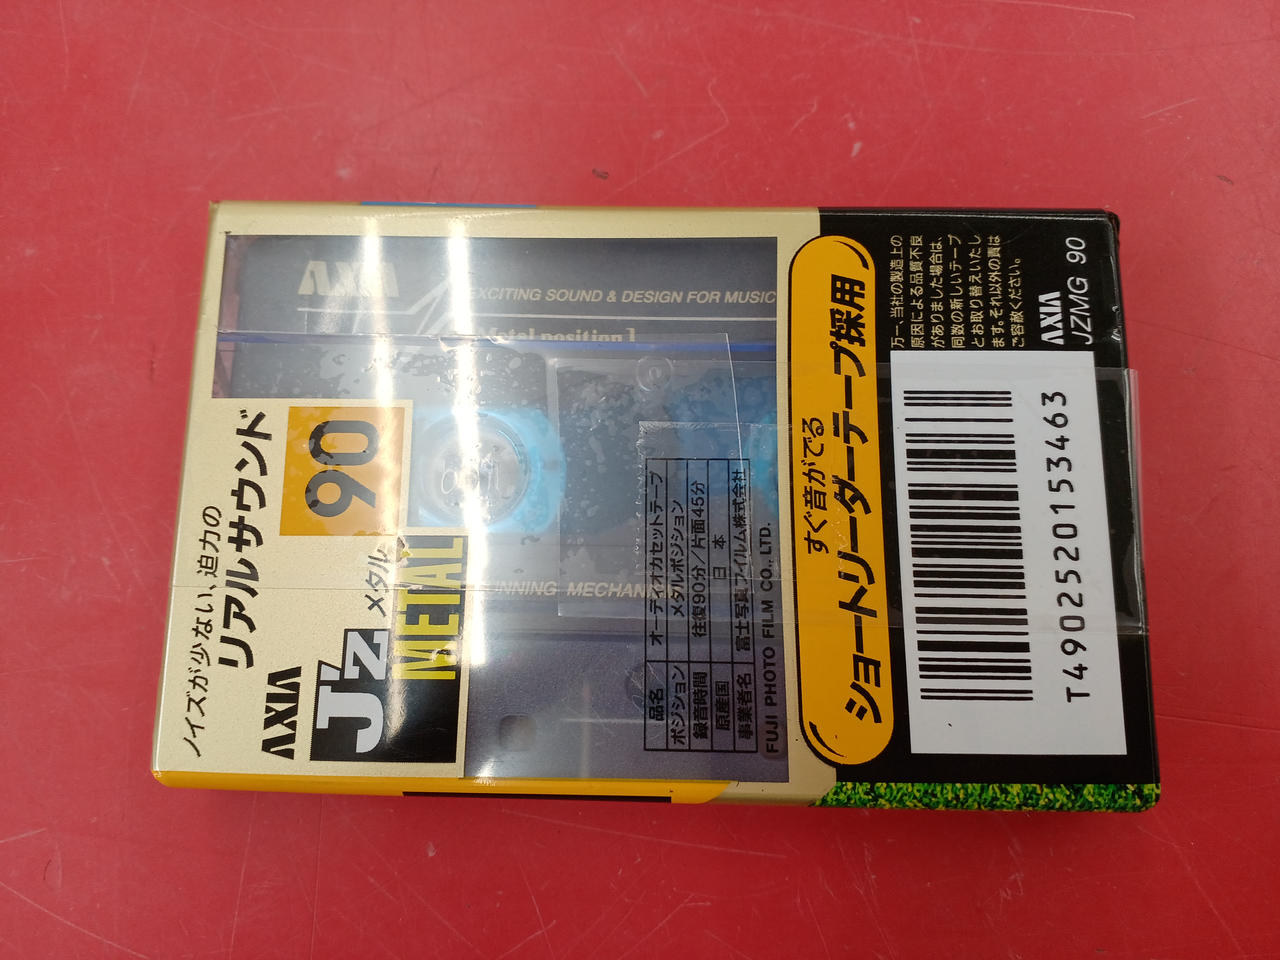 ノイズが少ない、迫力の
リアルサウンド
AXIA
J'z メタル
METAL
90
AXIA
EXCITING SOUND & DESIGN FOR MUSIC
[Metal position]
RUNNING MECHAN
品名 オーディオカセットテープ
ポジション メタルポジション
録音時間 往復90分/片面45分
原産国 日本
事業者名 富士写真フイルム株式会社
FUJI PHOTO FILM CO., LTD.
すぐ音がでる
ショートリーダーテープ採用
万一、当社の製造上の
原因による品質不良
がありました場合は、
同数の新しいテープ
とお取り替えいたし
ます。それ以外の責は
ご容赦ください。
AXIA
JZMG 90
T4902520153463